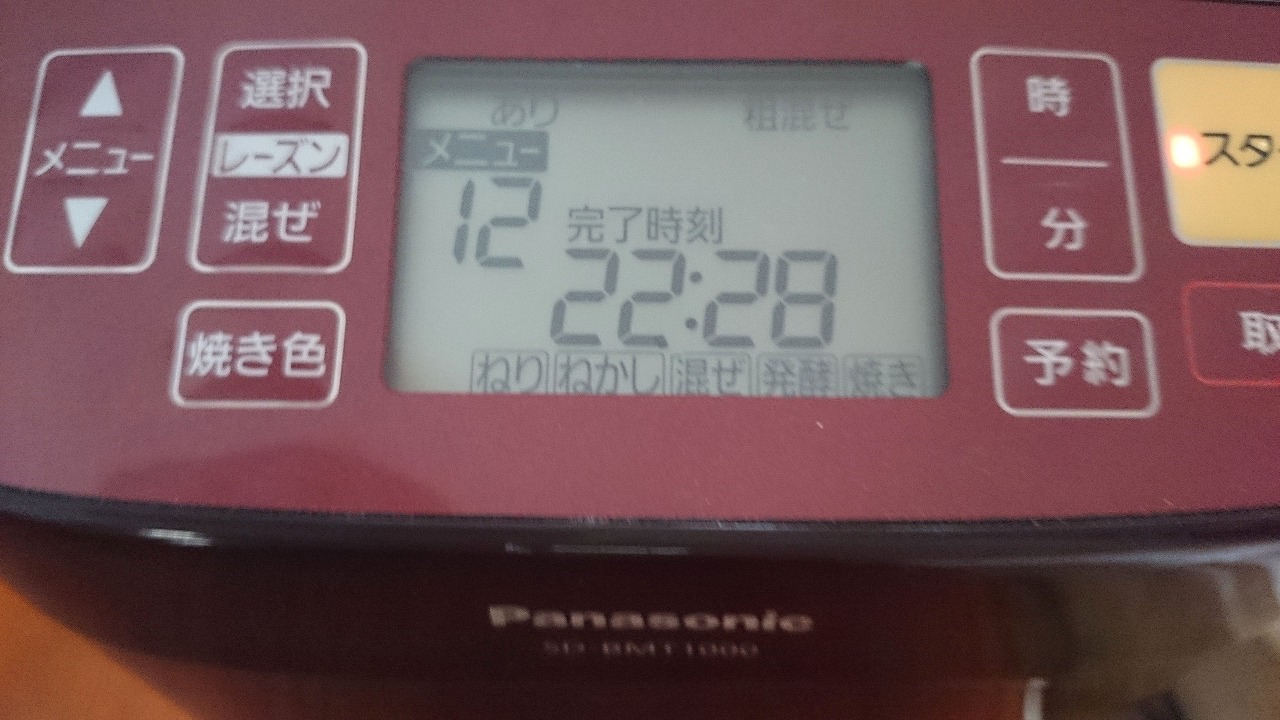 ▲
メニュー
▼
選択
レーズン
混ぜ
焼き色
あり 粗混ぜ
メニュー
12
完了時刻
22:28
ねり ねかし 混ぜ 発酵 焼き
時
分
予約
スタ
取
Panasonic
SD-BMT1000